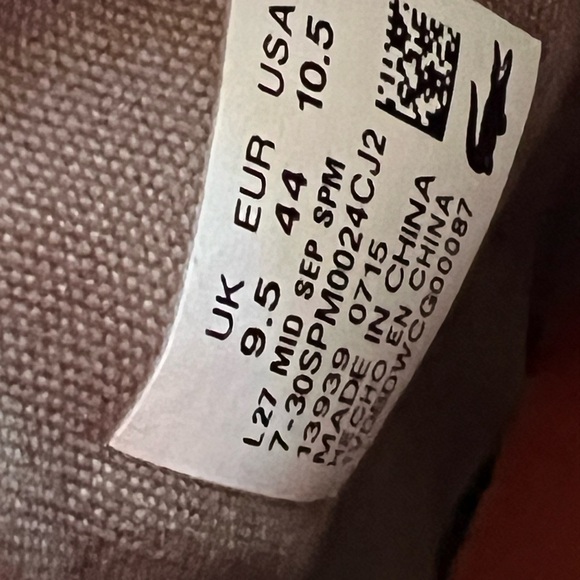 UK EUR USA
9.5 44 10.5
L27 MID SEP SPM
7-30SPM0024CJ2
13939 0715
MADE IN CHINA
HECHO EN CHINA